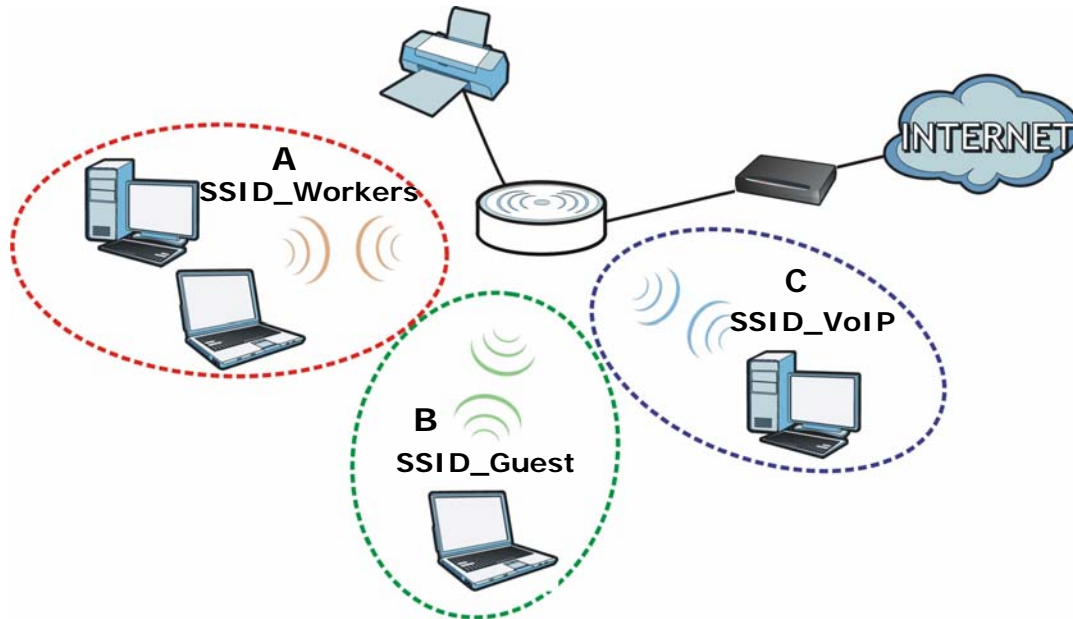 INTERNET
A
SSID_Workers
C
SSID_VoIP
B
SSID_Guest